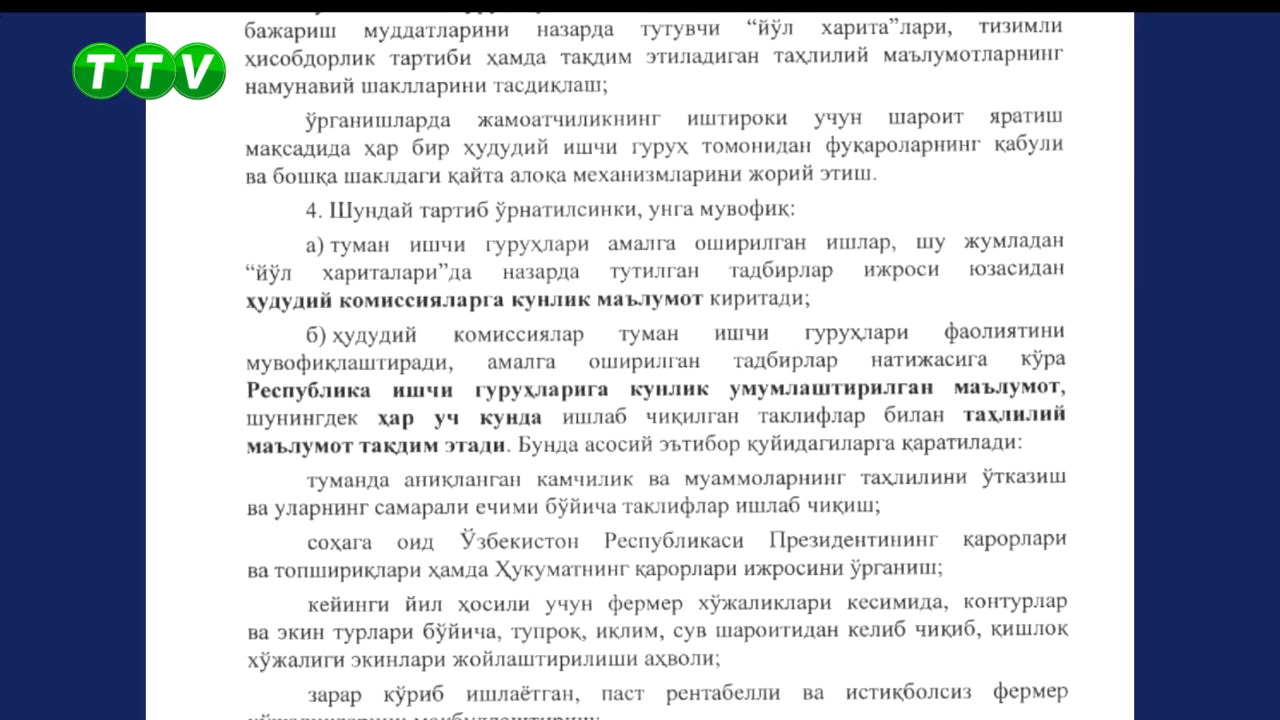 TTV
бажариш муддатларини назарда тутувчи “йўл харита”лари, тизимли
ҳисобдорлик тартиби ҳамда тақдим этиладиган таҳлилий маълумотларнинг
намунавий шаклларини тасдиқлаш;
ўрганишларда жамоатчиликнинг иштироки учун шароит яратиш
мақсадида ҳар бир ҳудудий ишчи гуруҳ томонидан фуқароларнинг қабули
ва бошқа шаклдаги қайта алоқа механизмларини жорий этиш.
4. Шундай тартиб ўрнатилсинки, унга мувофиқ:
а) туман ишчи гуруҳлари амалга оширилган ишлар, шу жумладан
“йўл хариталари”да назарда тутилган тадбирлар ижроси юзасидан
ҳудудий комиссияларга кунлик маълумот киритади;
б) ҳудудий комиссиялар туман ишчи гуруҳлари фаолиятини
мувофиқлаштиради, амалга оширилган тадбирлар натижасига кўра
Республика ишчи гуруҳларига кунлик умумлаштирилган маълумот,
шунингдек ҳар уч кунда ишлаб чиқилган таклифлар билан таҳлилий
маълумот тақдим этади. Бунда асосий эътибор қуйидагиларга қаратилади:
туманда аниқланган камчилик ва муаммоларнинг таҳлилини ўтказиш
ва уларнинг самарали ечими бўйича таклифлар ишлаб чиқиш;
соҳага оид Ўзбекистон Республикаси Президентининг қарорлари
ва топшириқлари ҳамда Ҳукуматнинг қарорлари ижросини ўрганиш;
кейинги йил ҳосили учун фермер хўжаликлари кесимида, контурлар
ва экин турлари бўйича, тупроқ, иқлим, сув шароитидан келиб чиқиб, қишлоқ
хўжалиги экинлари жойлаштирилиши аҳволи;
зарар кўриб ишлаётган, паст рентабелли ва истиқболсиз фермер